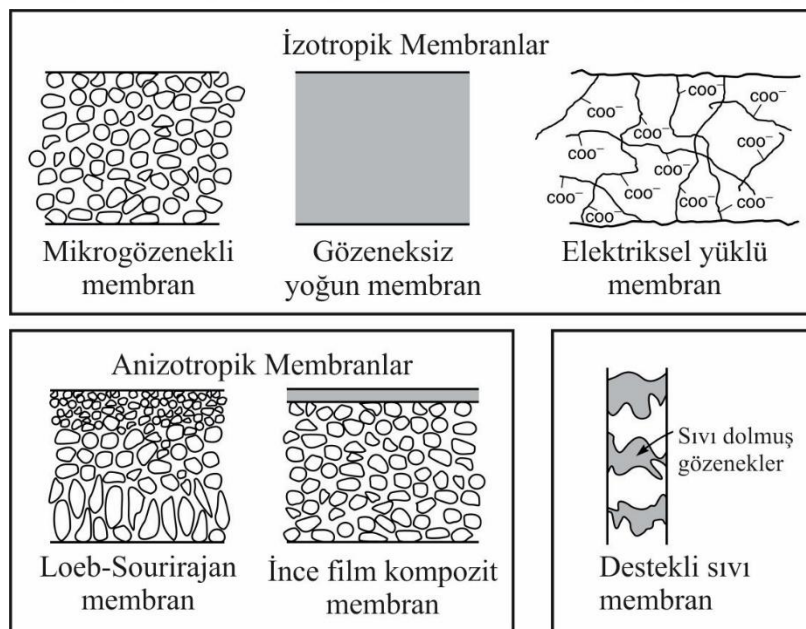 İzotropik Membranlar
COO⁻
COO⁻
COO⁻
COO⁻
COO⁻
COO⁻
COO⁻
COO⁻
COO⁻
COO⁻
COO⁻
Mikrogözenekli
membran
Gözeneksiz
yoğun membran
Elektriksel yüklü
membran
Anizotropik Membranlar
Loeb-Sourirajan
membran
İnce film kompozit
membran
Sıvı dolmuş
gözenekler
Destekli sıvı
membran